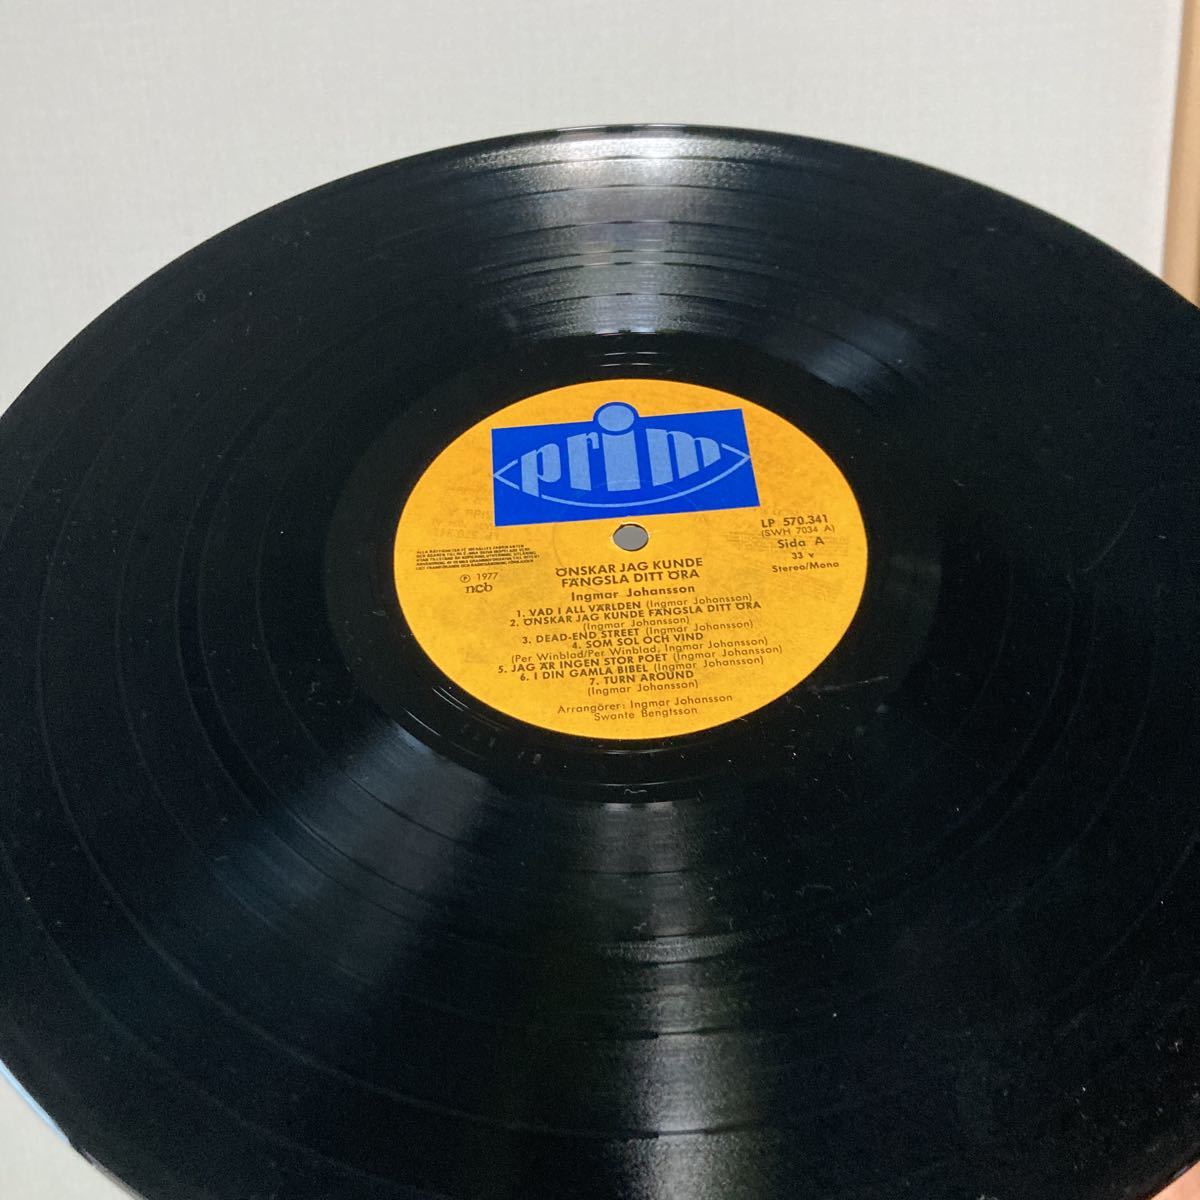 prim
LP 570.341
(SWH 7034 A)
Sida A
33 v
Stereo/Mono
℗ 1977
ncb
ÖNSKAR JAG KUNDE
FÄNGSLA DITT ÖRA
Ingmar Johansson
1. VAD I ALL VÄRLDEN (Ingmar Johansson)
2. ÖNSKAR JAG KUNDE FÄNGSLA DITT ÖRA
(Ingmar Johansson)
3. DEAD-END STREET (Ingmar Johansson)
4. SOM SOL OCH VIND
(Per Winblad/Per Winblad, Ingmar Johansson)
5. JAG ÄR INGEN STOR POET (Ingmar Johansson)
6. I DIN GAMLA BIBEL (Ingmar Johansson)
7. TURN AROUND
(Ingmar Johansson)
Arrangörer: Ingmar Johansson
Swante Bengtsson